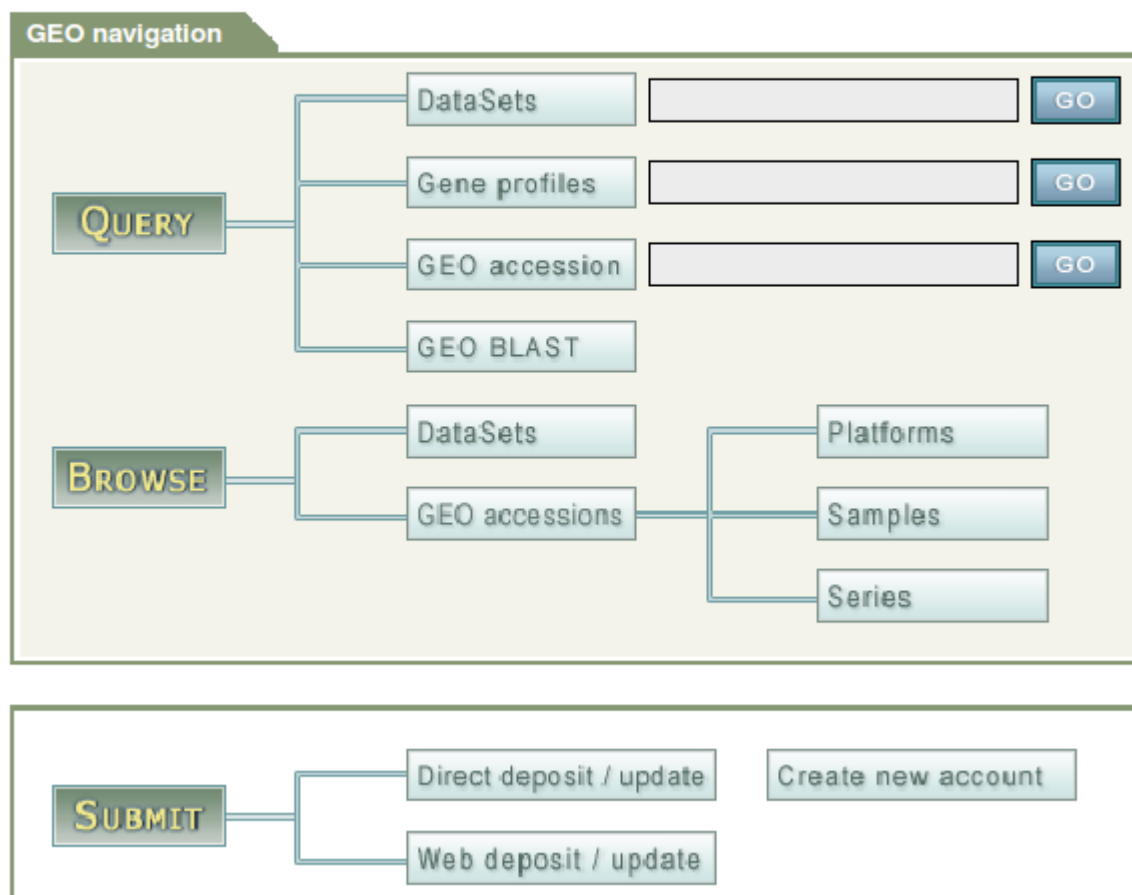 GEO navigation
DataSets GO
Gene profiles GO
QUERY
GEO accession GO
GEO BLAST
DataSets Platforms
BROWSE
GEO accessions Samples
Series
Direct deposit / update Create new account
SUBMIT
Web deposit / update